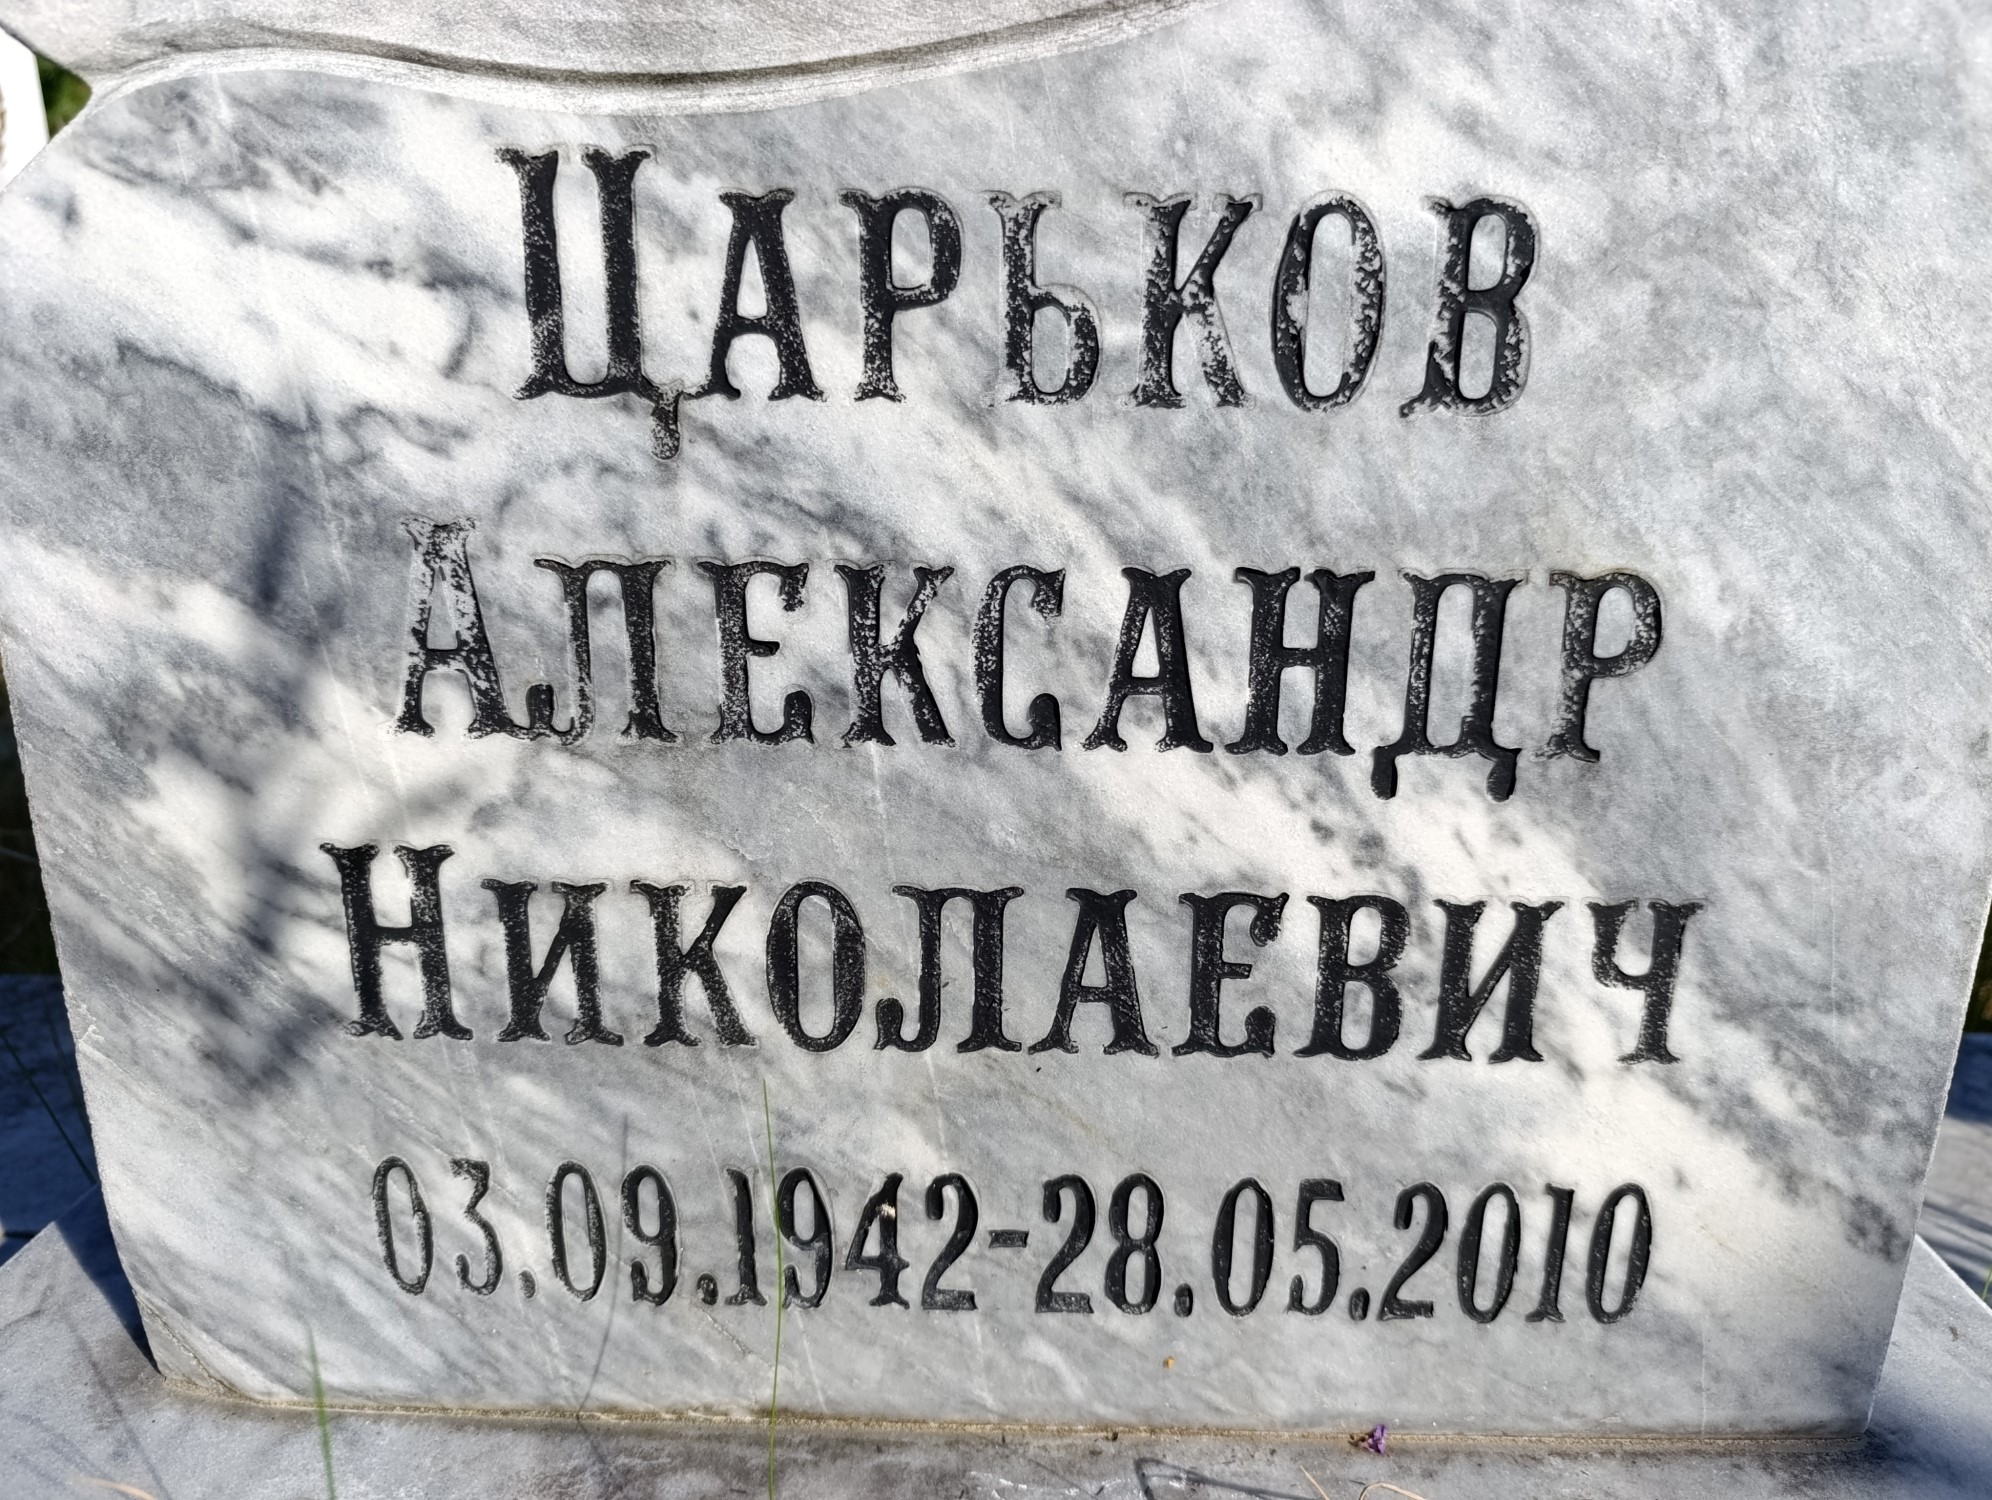 Царьков
Александр
Николаевич
03.09.1942-28.05.2010